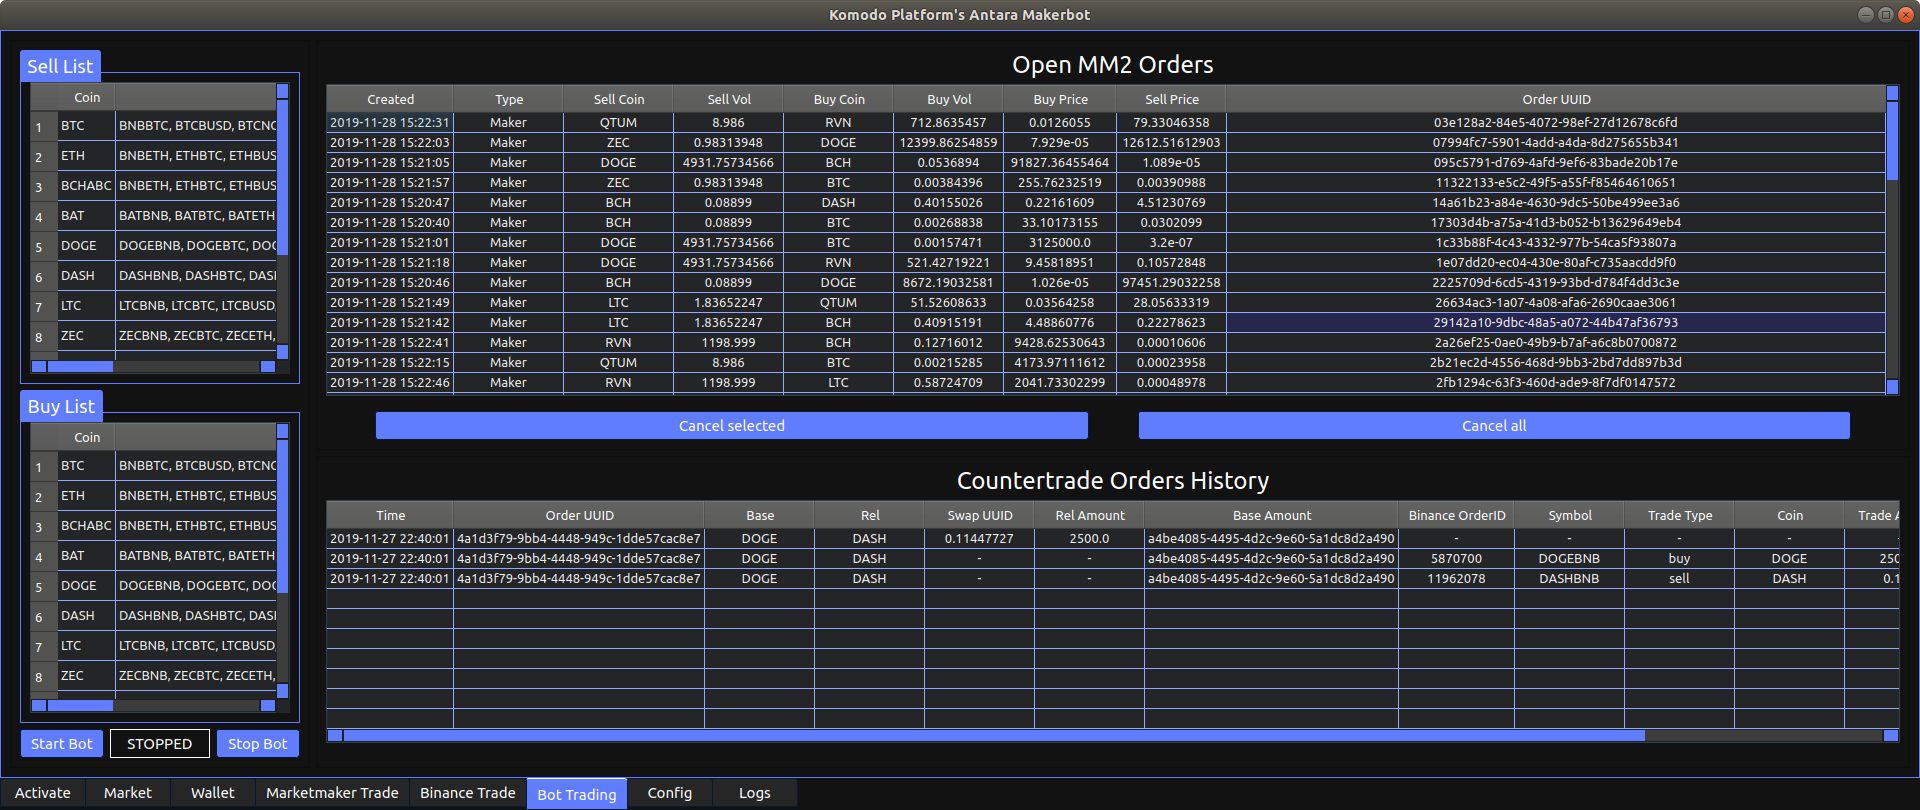 Komodo Platform's Antara Makerbot
Sell List
Coin
1 BTC BNBBTC, BTCBUSD, BTCNG
2 ETH BNBETH, ETHBTC, ETHBUS
3 BCHABC BNBETH, ETHBTC, ETHBUS
4 BAT BATBNB, BATBTC, BATETH
5 DOGE DOGEBNB, DOGEBTC, DOG
6 DASH DASHBNB, DASHBTC, DASH
7 LTC LTCBNB, LTCBTC, LTCBUSD,
8 ZEC ZECBNB, ZECBTC, ZECETH,
Buy List
Coin
1 BTC BNBBTC, BTCBUSD, BTCNG
2 ETH BNBETH, ETHBTC, ETHBUS
3 BCHABC BNBETH, ETHBTC, ETHBUS
4 BAT BATBNB, BATBTC, BATETH
5 DOGE DOGEBNB, DOGEBTC, DOG
6 DASH DASHBNB, DASHBTC, DASH
7 LTC LTCBNB, LTCBTC, LTCBUSD,
8 ZEC ZECBNB, ZECBTC, ZECETH,
Start Bot STOPPED Stop Bot
Open MM2 Orders
Created Type Sell Coin Sell Vol Buy Coin Buy Vol Buy Price Sell Price Order UUID
2019-11-28 15:22:31 Maker QTUM 8.986 RVN 712.8635457 0.0126055 79.33046358 03e128a2-84e5-4072-98ef-27d12678c6fd
2019-11-28 15:22:03 Maker ZEC 0.98313948 DOGE 12399.86254859 7.929e-05 12612.51612903 07994fc7-5901-4add-a4da-8d275655b341
2019-11-28 15:21:05 Maker DOGE 4931.75734566 BCH 0.0536894 91827.36455464 1.089e-05 095c5791-d769-4afd-9ef6-83bade20b17e
2019-11-28 15:21:57 Maker ZEC 0.98313948 BTC 0.00384396 255.76232519 0.00390988 11322133-e5c2-49f5-a55f-f85464610651
2019-11-28 15:20:47 Maker BCH 0.08899 DASH 0.40155026 0.22161609 4.51230769 14a61b23-a84e-4630-9dc5-50be499ee3a6
2019-11-28 15:20:40 Maker BCH 0.08899 BTC 0.00268838 33.10173155 0.0302099 17303d4b-a75a-41d3-b052-b13629649eb4
2019-11-28 15:21:01 Maker DOGE 4931.75734566 BTC 0.00157471 3125000.0 3.2e-07 1c33b88f-4c43-4332-977b-54ca5f93807a
2019-11-28 15:21:18 Maker DOGE 4931.75734566 RVN 521.42719221 9.45818951 0.10572848 1e07dd20-ec04-430e-80af-c735aacdd9f0
2019-11-28 15:20:46 Maker BCH 0.08899 DOGE 8672.19032581 1.026e-05 97451.29032258 2225709d-6cd5-4319-93bd-d784f4dd3c3e
2019-11-28 15:21:49 Maker LTC 1.83652247 QTUM 51.52608633 0.03564258 28.05633319 26634ac3-1a07-4a08-afa6-2690caae3061
2019-11-28 15:21:42 Maker LTC 1.83652247 BCH 0.40915191 4.48860776 0.22278623 29142a10-9dbc-48a5-a072-44b47af36793
2019-11-28 15:22:41 Maker RVN 1198.999 BCH 0.12716012 9428.62530643 0.00010606 2a26ef25-0ae0-49b9-b7af-a6c8b0700872
2019-11-28 15:22:15 Maker QTUM 8.986 BTC 0.00215285 4173.97111612 0.00023958 2b21ec2d-4556-468d-9bb3-2bd7dd897b3d
2019-11-28 15:22:46 Maker RVN 1198.999 LTC 0.58724709 2041.73302299 0.00048978 2fb1294c-63f3-460d-ade9-8f7df0147572
Cancel selected Cancel all
Countertrade Orders History
Time Order UUID Base Rel Swap UUID Rel Amount Base Amount Binance OrderID Symbol Trade Type Coin Trade A
2019-11-27 22:40:01 4a1d3f79-9bb4-4448-949c-1dde57cac8e7 DOGE DASH 0.11447727 2500.0 a4be4085-4495-4d2c-9e60-5a1dc8d2a490 - - - - -
2019-11-27 22:40:01 4a1d3f79-9bb4-4448-949c-1dde57cac8e7 DOGE DASH - - a4be4085-4495-4d2c-9e60-5a1dc8d2a490 5870700 DOGEBNB buy DOGE 250
2019-11-27 22:40:01 4a1d3f79-9bb4-4448-949c-1dde57cac8e7 DOGE DASH - - a4be4085-4495-4d2c-9e60-5a1dc8d2a490 11962078 DASHBNB sell DASH 0.1
Activate Market Wallet Marketmaker Trade Binance Trade Bot Trading Config Logs